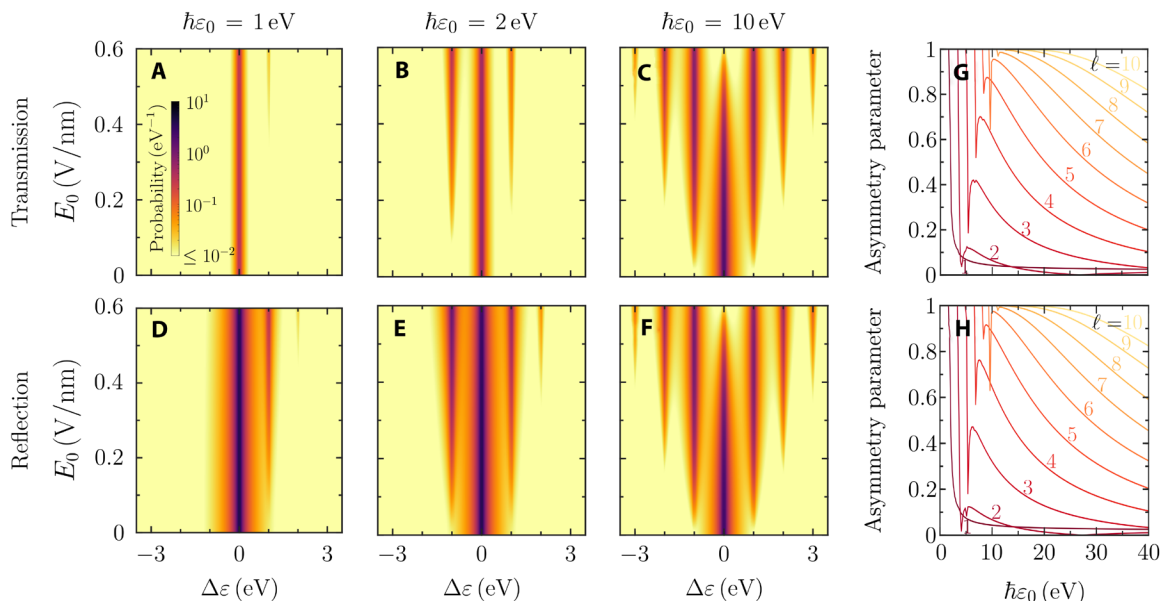 ℏε₀ = 1 eV
ℏε₀ = 2 eV
ℏε₀ = 10 eV
Transmission
E₀ (V/nm)
0.6
0.4
0.2
0
A
Probability (eV⁻¹)
10¹
10⁰
10⁻¹
≤ 10⁻²
B
C
Asymmetry parameter
1
0.8
0.6
0.4
0.2
0
G
ℓ = 10
9
8
7
6
5
4
3
2
Reflection
E₀ (V/nm)
0.6
0.4
0.2
0
D
E
F
−3 0 3
−3 0 3
−3 0 3
Δε (eV)
Δε (eV)
Δε (eV)
Asymmetry parameter
1
0.8
0.6
0.4
0.2
0
H
ℓ = 10
9
8
7
6
5
4
3
2
0 10 20 30 40
ℏε₀ (eV)